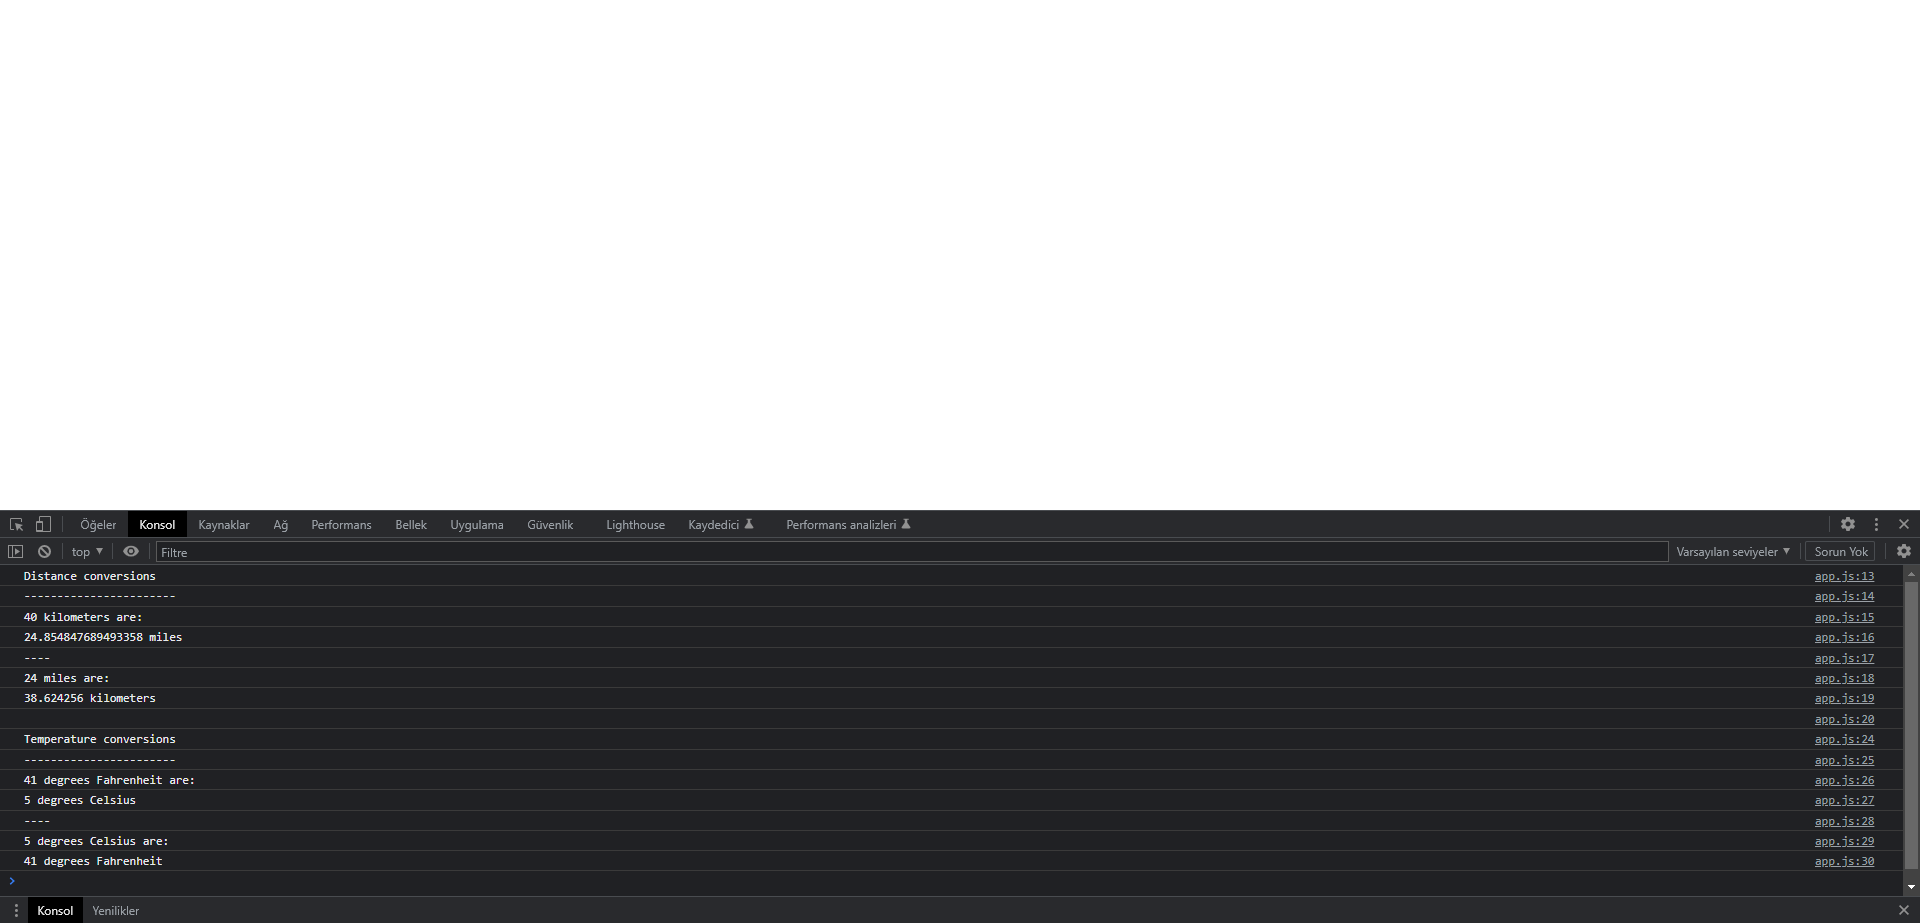 Öğeler Konsol Kaynaklar Ağ Performans Bellek Uygulama Güvenlik Lighthouse Kaydedici Performans analizleri
top Filtre Varsayılan seviyeler Sorun Yok
Distance conversions app.js:13
----------------------- app.js:14
40 kilometers are: app.js:15
24.854847689493358 miles app.js:16
---- app.js:17
24 miles are: app.js:18
38.624256 kilometers app.js:19
app.js:20
Temperature conversions app.js:24
----------------------- app.js:25
41 degrees Fahrenheit are: app.js:26
5 degrees Celsius app.js:27
---- app.js:28
5 degrees Celsius are: app.js:29
41 degrees Fahrenheit app.js:30
>
Konsol Yenilikler